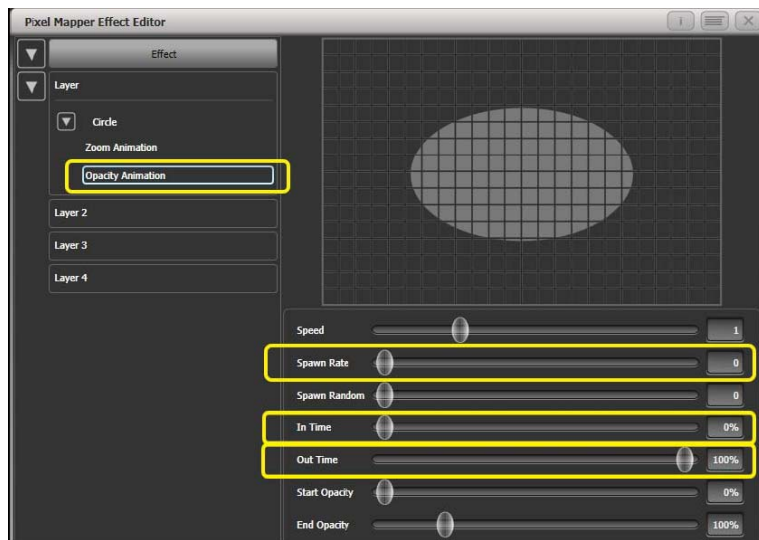 Pixel Mapper Effect Editor
i
Effect
Layer
Circle
Zoom Animation
Opacity Animation
Layer 2
Layer 3
Layer 4
Speed 1
Spawn Rate 0
Spawn Random 0
In Time 0%
Out Time 100%
Start Opacity 0%
End Opacity 100%